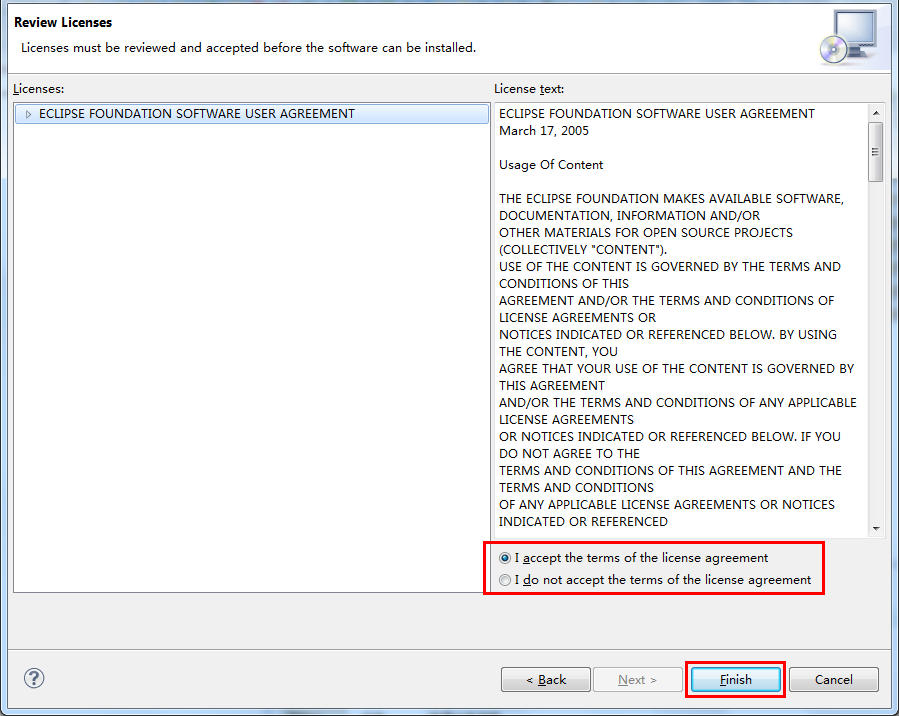 Review Licenses
Licenses must be reviewed and accepted before the software can be installed.
Licenses:
ECLIPSE FOUNDATION SOFTWARE USER AGREEMENT
License text:
ECLIPSE FOUNDATION SOFTWARE USER AGREEMENT
March 17, 2005
Usage Of Content
THE ECLIPSE FOUNDATION MAKES AVAILABLE SOFTWARE,
DOCUMENTATION, INFORMATION AND/OR
OTHER MATERIALS FOR OPEN SOURCE PROJECTS
(COLLECTIVELY "CONTENT").
USE OF THE CONTENT IS GOVERNED BY THE TERMS AND
CONDITIONS OF THIS
AGREEMENT AND/OR THE TERMS AND CONDITIONS OF
LICENSE AGREEMENTS OR
NOTICES INDICATED OR REFERENCED BELOW. BY USING
THE CONTENT, YOU
AGREE THAT YOUR USE OF THE CONTENT IS GOVERNED BY
THIS AGREEMENT
AND/OR THE TERMS AND CONDITIONS OF ANY APPLICABLE
LICENSE AGREEMENTS
OR NOTICES INDICATED OR REFERENCED BELOW. IF YOU
DO NOT AGREE TO THE
TERMS AND CONDITIONS OF THIS AGREEMENT AND THE
TERMS AND CONDITIONS
OF ANY APPLICABLE LICENSE AGREEMENTS OR NOTICES
INDICATED OR REFERENCED
I accept the terms of the license agreement
I do not accept the terms of the license agreement
?
< Back
Next >
Finish
Cancel